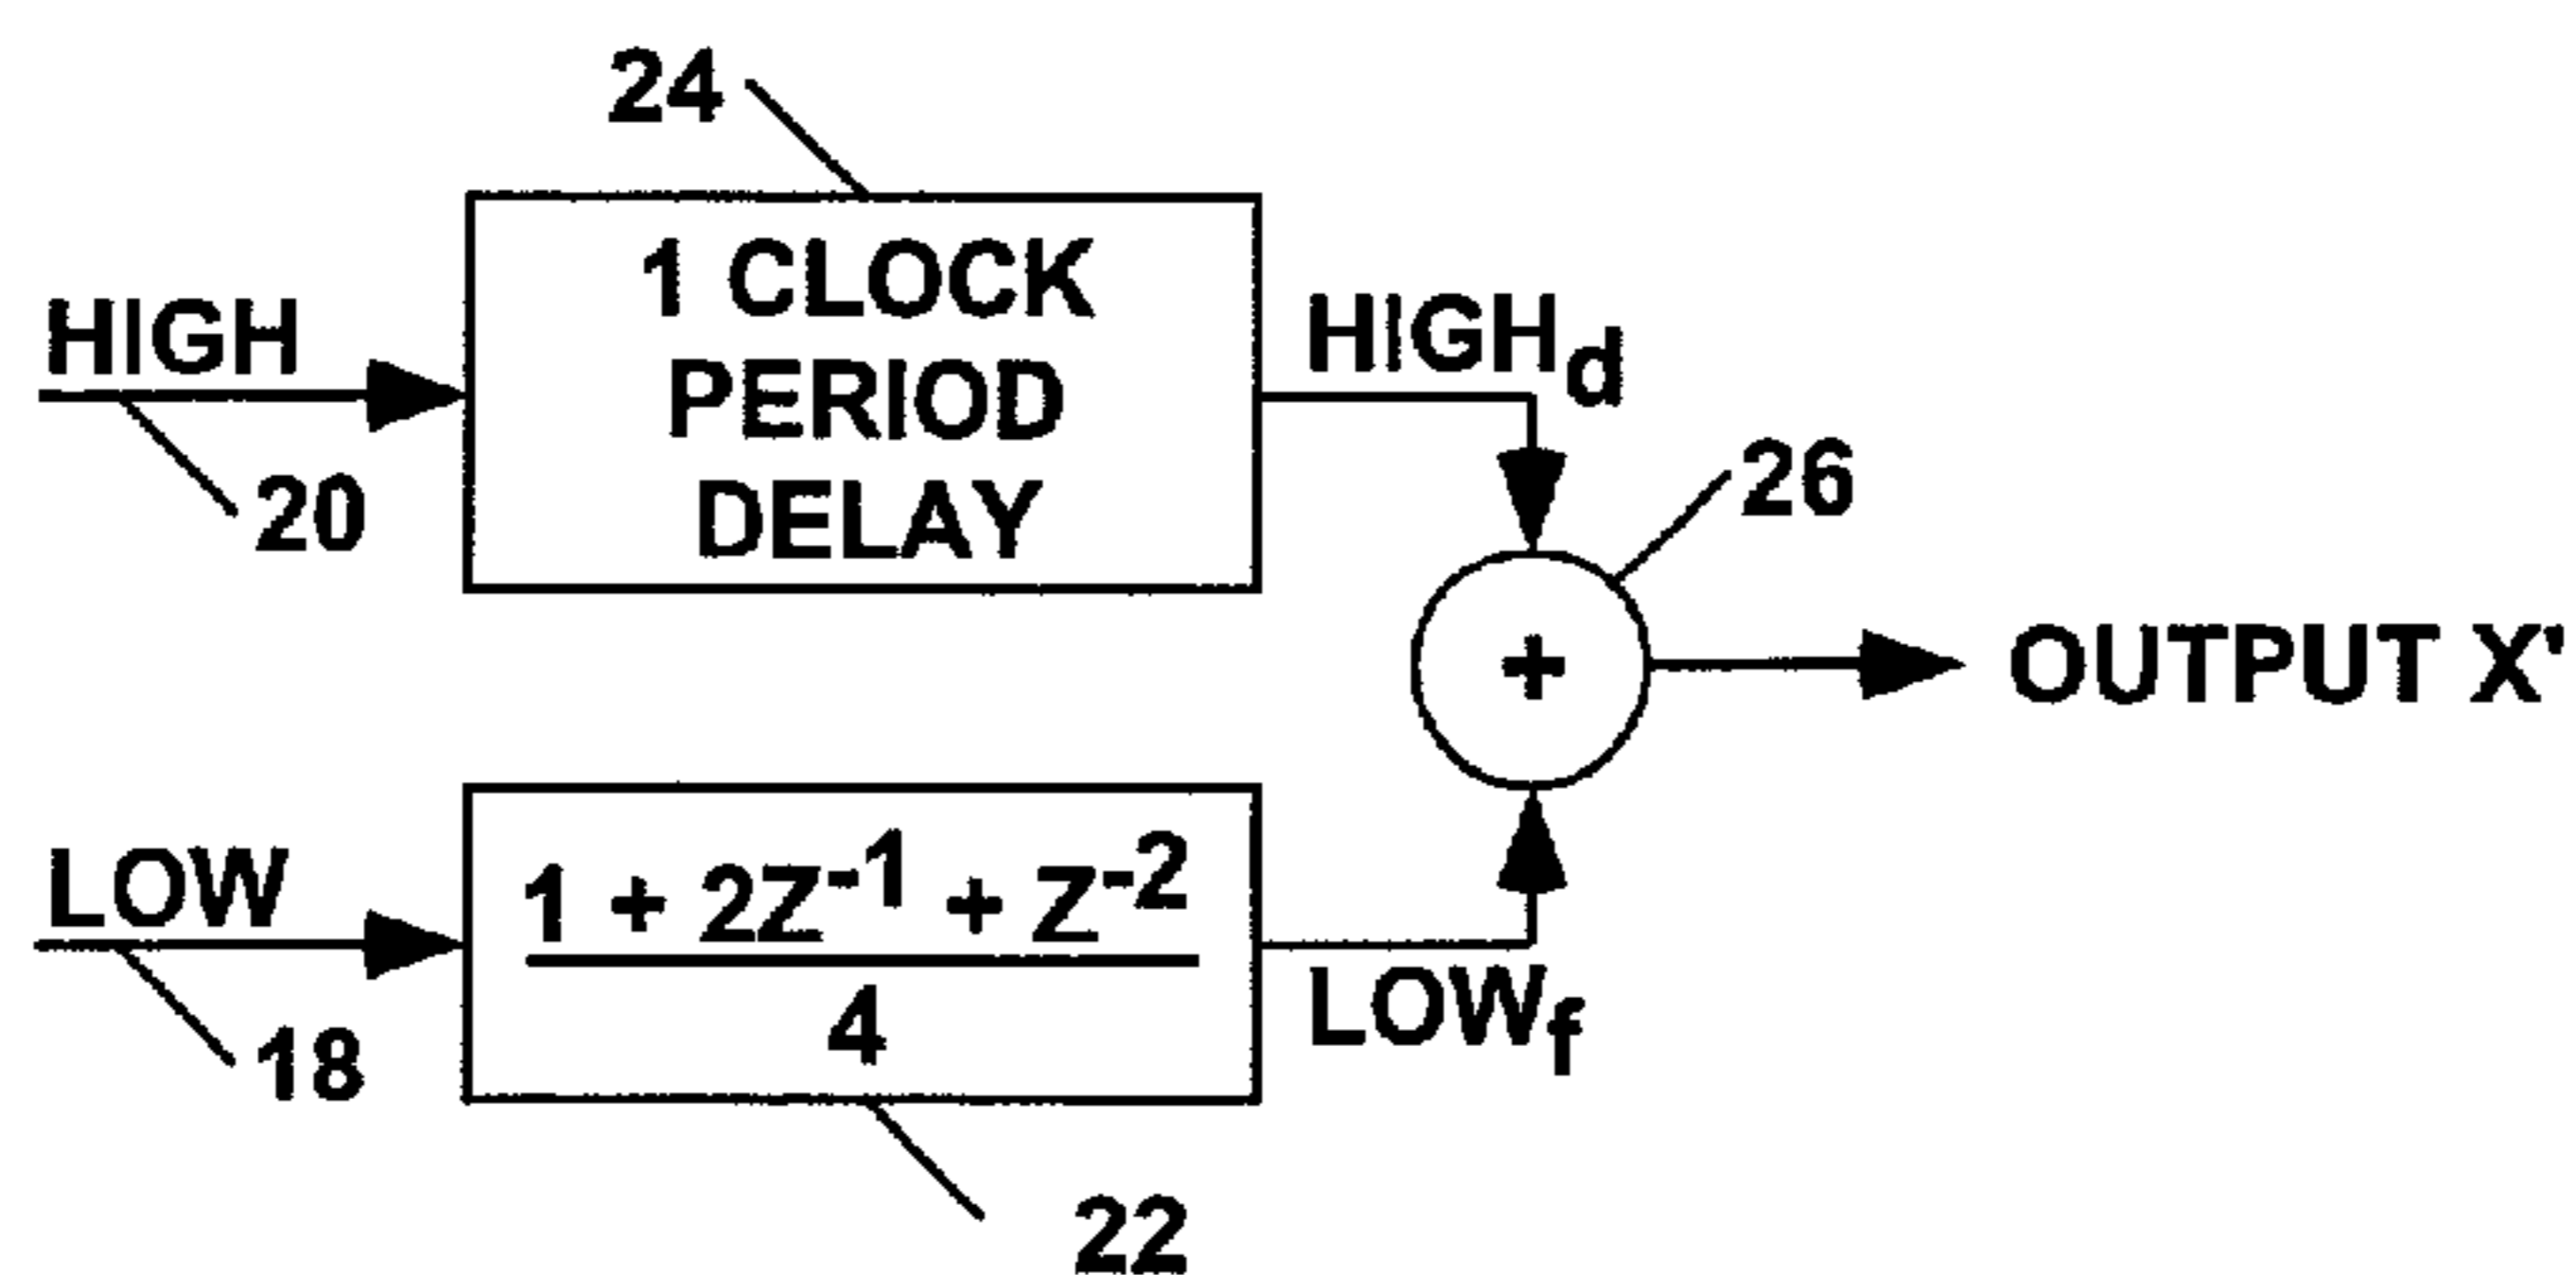 24
1 CLOCK
PERIOD
DELAY
HIGH
20
HIGHd
26
+
OUTPUT X'
LOW
18
1 + 2Z-1 + Z-2
4
LOWf
22